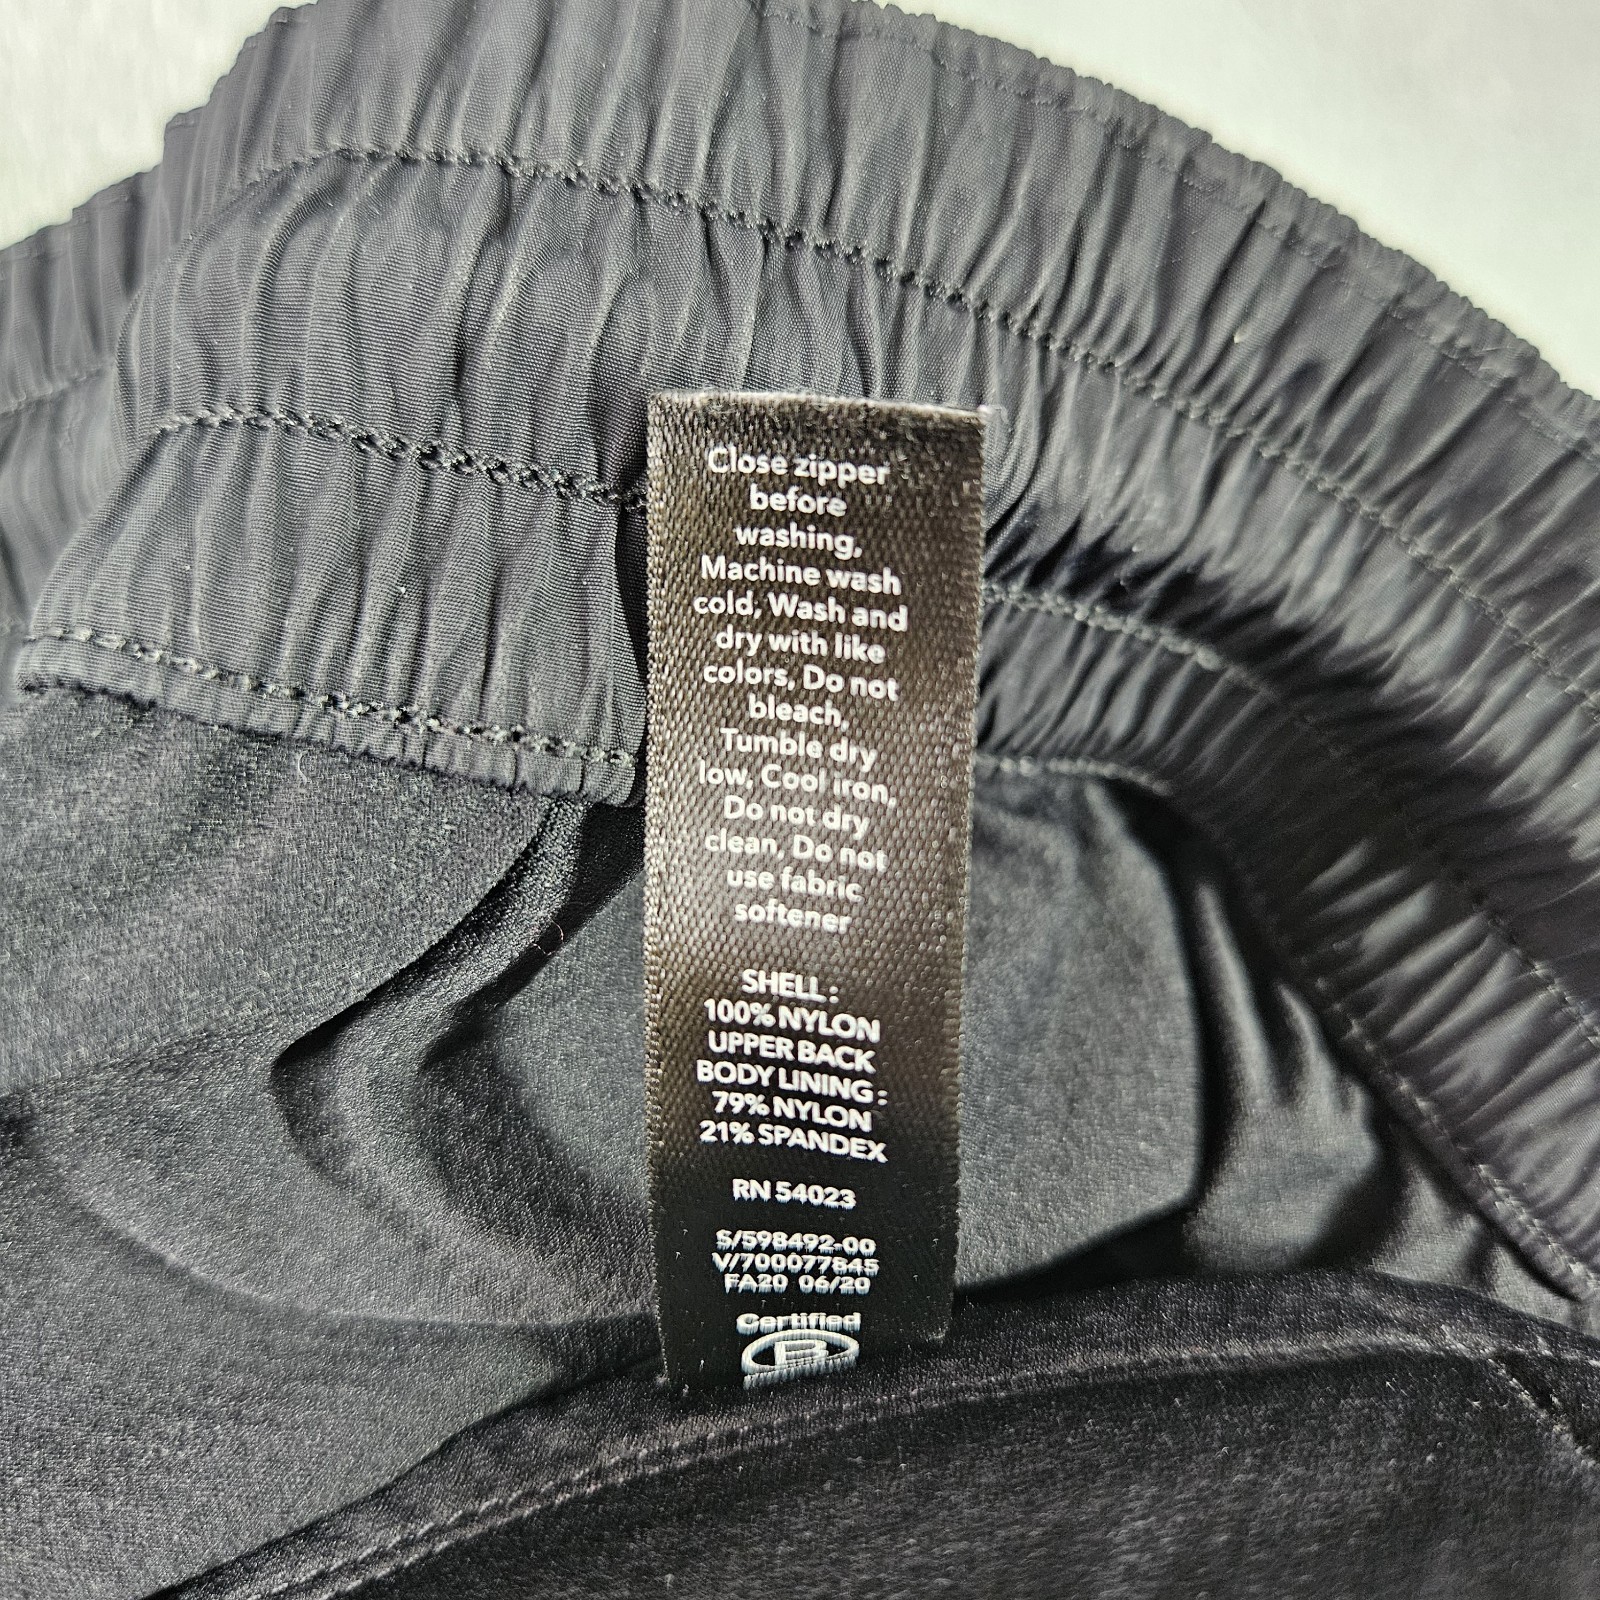 Close zipper
before
washing,
Machine wash
cold, Wash and
dry with like
colors, Do not
bleach,
Tumble dry
low, Cool iron,
Do not dry
clean, Do not
use fabric
softener
SHELL :
100% NYLON
UPPER BACK
BODY LINING :
79% NYLON
21% SPANDEX
RN 54023
S/598492-00
V/700077845
FA20 06/20
Certified
B